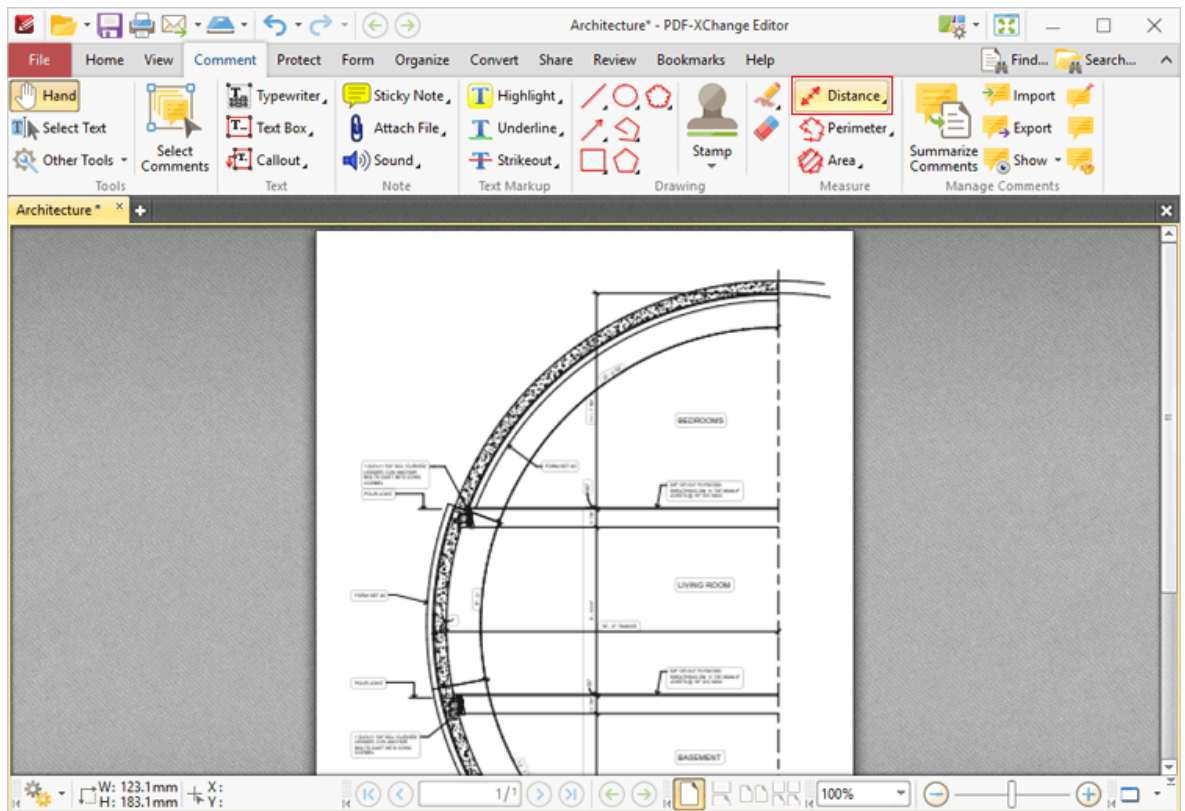 Architecture* - PDF-XChange Editor
File Home View Comment Protect Form Organize Convert Share Review Bookmarks Help Find... Search...
Hand Typewriter Sticky Note Highlight Distance Import
Select Text Text Box Attach File Underline Perimeter Export
Other Tools Select Comments Callout Sound Strikeout Stamp Area Summarize Comments Show
Tools Text Note Text Markup Drawing Measure Manage Comments
Architecture *
BEDROOMS
LIVING ROOM
BASEMENT
W: 123.1mm X:
H: 183.1mm Y:
1/1
100%